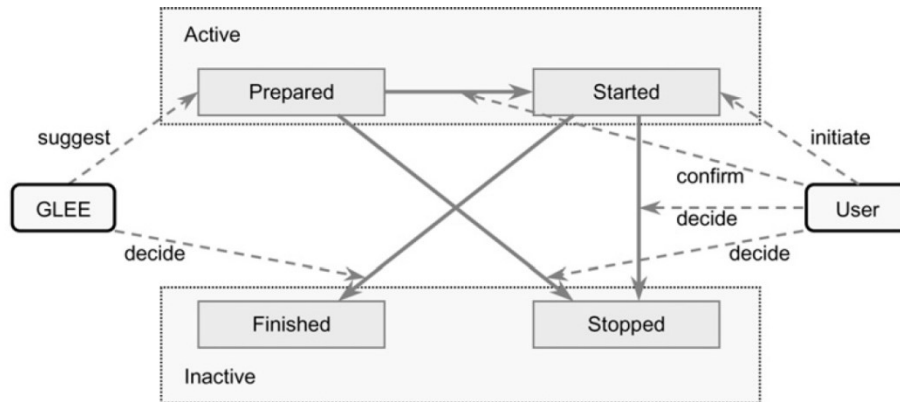 Active
Prepared
Started
suggest
initiate
confirm
GLEE
decide
User
decide
decide
Finished
Stopped
Inactive